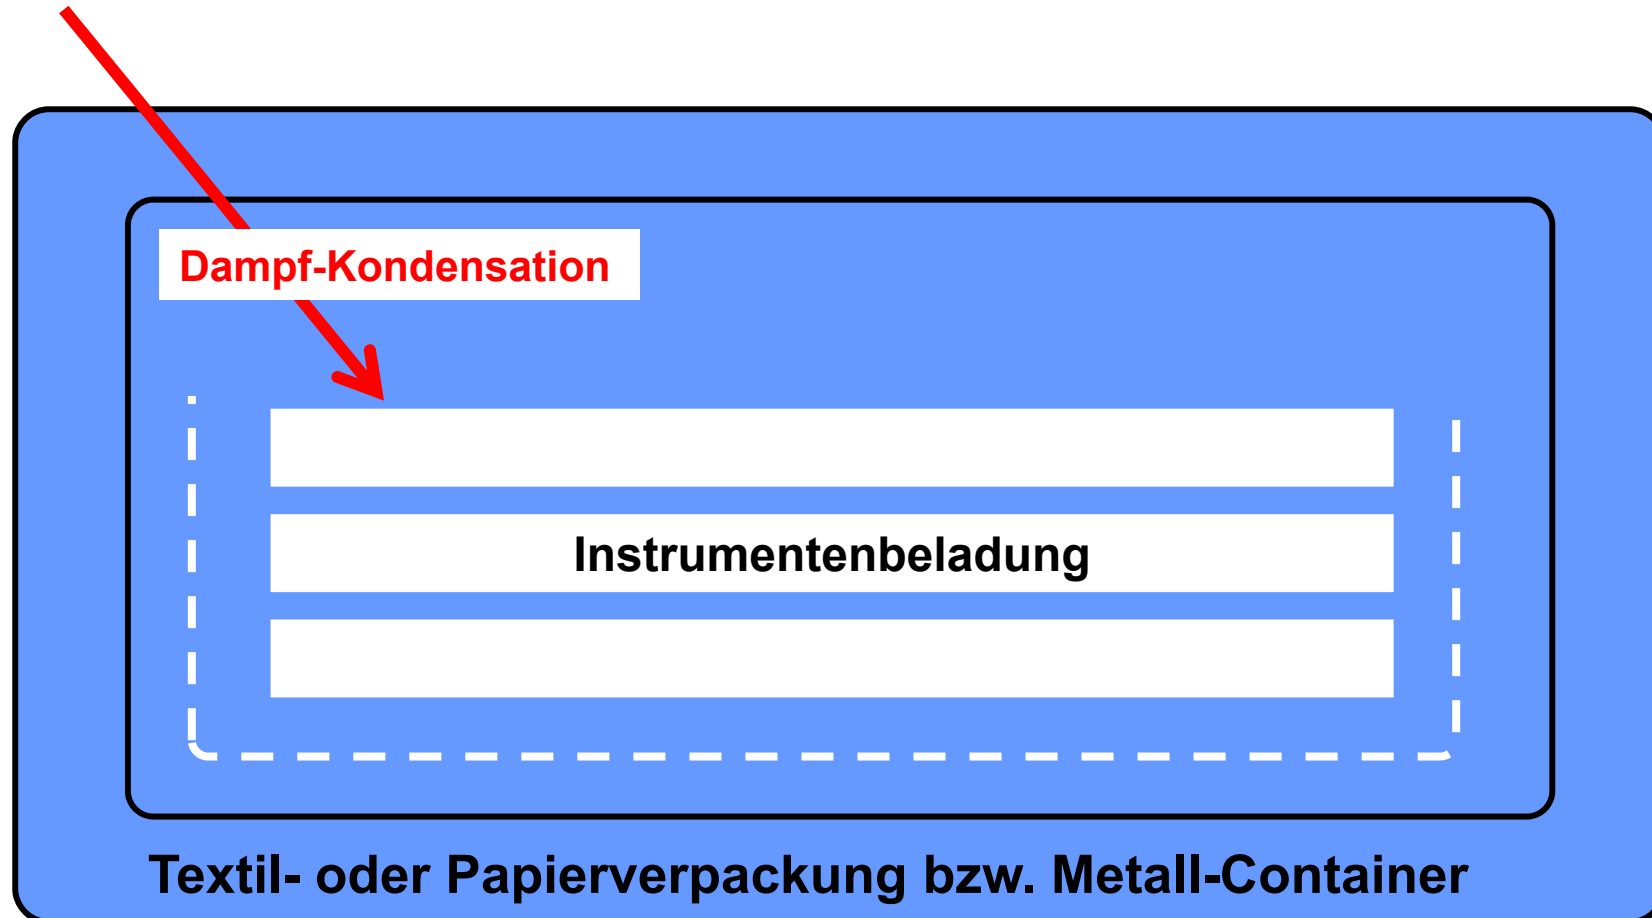 Dampf-Kondensation
Instrumentenbeladung
Textil- oder Papierverpackung bzw. Metall-Container